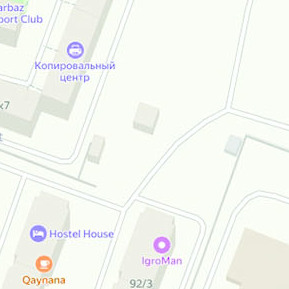 arbaz
port Club
Копировальный
центр
к7
Hostel House
IgroMan
Qaynana
92/3